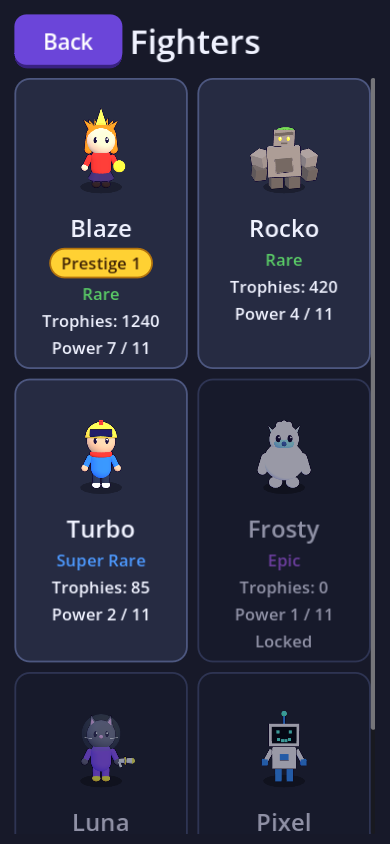 Back
Fighters
Blaze
Prestige 1
Rare
Trophies: 1240
Power 7 / 11
Rocko
Rare
Trophies: 420
Power 4 / 11
Turbo
Super Rare
Trophies: 85
Power 2 / 11
Frosty
Epic
Trophies: 0
Power 1 / 11
Locked
Luna
Pixel